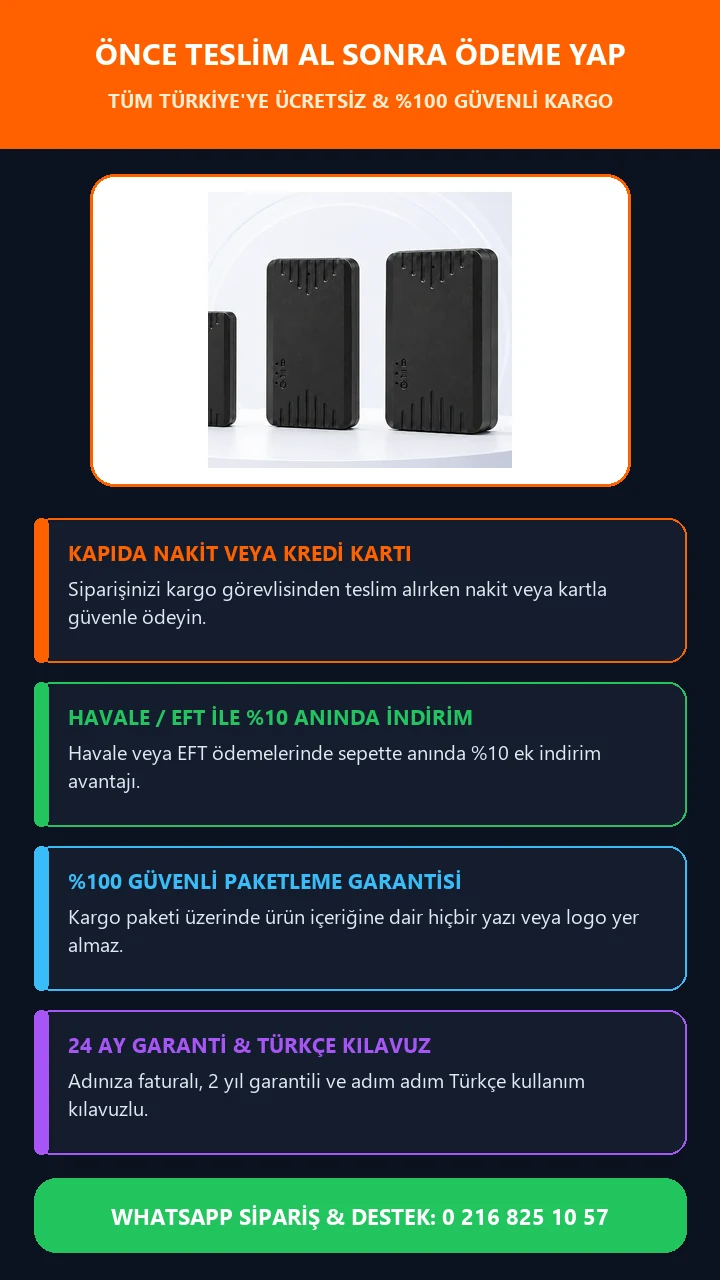 ÖNCE TESLİM AL SONRA ÖDEME YAP
TÜM TÜRKİYE'YE ÜCRETSİZ & %100 GÜVENLİ KARGO
KAPIDA NAKİT VEYA KREDİ KARTI
Siparişinizi kargo görevlisinden teslim alırken nakit veya kartla
güvenle ödeyin.
HAVALE / EFT İLE %10 ANINDA İNDİRİM
Havale veya EFT ödemelerinde sepette anında %10 ek indirim
avantajı.
%100 GÜVENLİ PAKETLEME GARANTİSİ
Kargo paketi üzerinde ürün içeriğine dair hiçbir yazı veya logo yer
almaz.
24 AY GARANTİ & TÜRKÇE KILAVUZ
Adınıza faturalı, 2 yıl garantili ve adım adım Türkçe kullanım
kılavuzlu.
WHATSAPP SİPARİŞ & DESTEK: 0 216 825 10 57